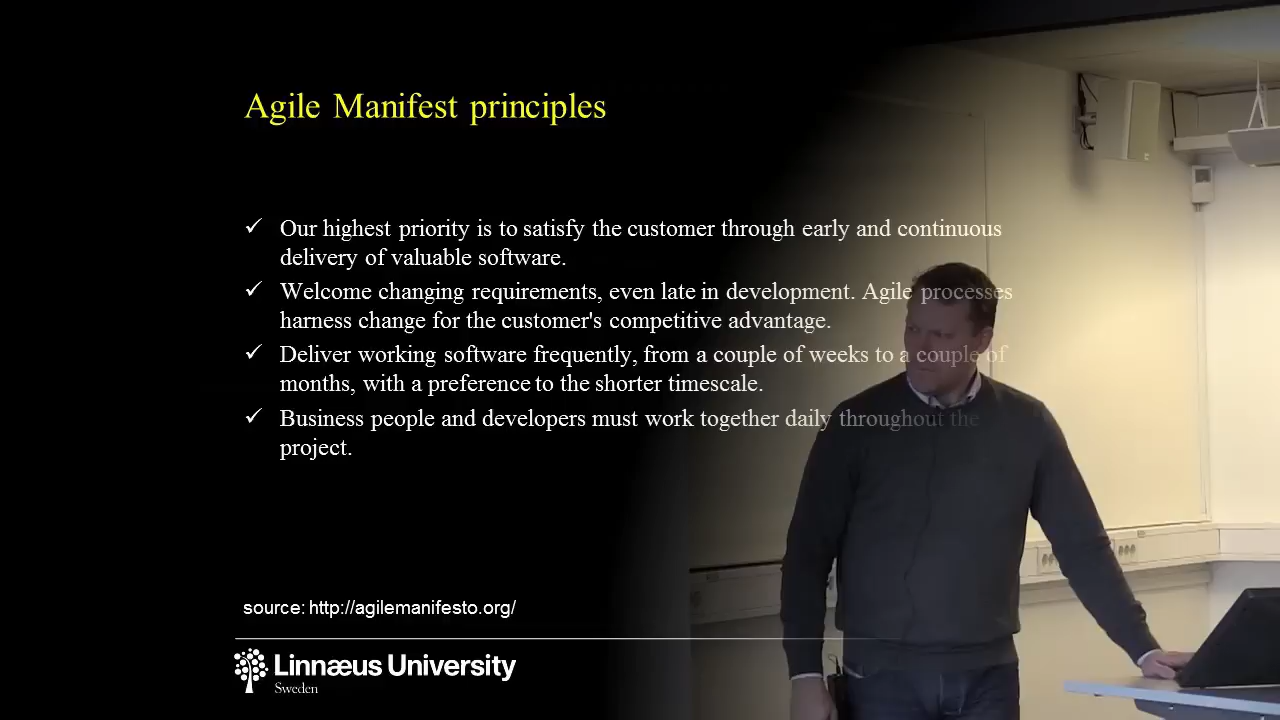 Agile Manifest principles
✓ Our highest priority is to satisfy the customer through early and continuous
delivery of valuable software.
✓ Welcome changing requirements, even late in development. Agile processes
harness change for the customer's competitive advantage.
✓ Deliver working software frequently, from a couple of weeks to a couple of
months, with a preference to the shorter timescale.
✓ Business people and developers must work together daily throughout the
project.
source: http://agilemanifesto.org/
Linnæus University
Sweden